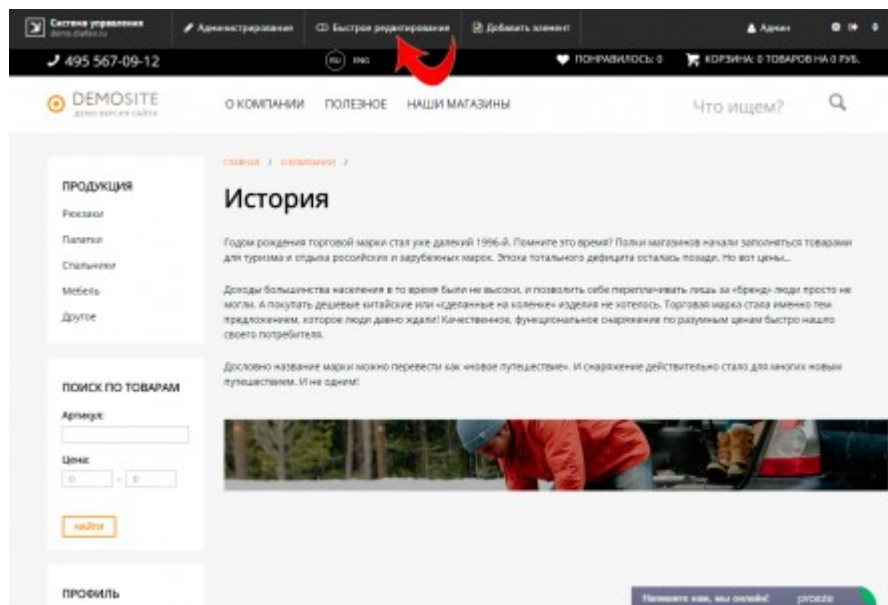 Система управления
demo.diafan.ru
Администрирование
Быстрое редактирование
Добавить элемент
Админ
495 567-09-12
RU ENG
ПОНРАВИЛОСЬ: 0
КОРЗИНА: 0 ТОВАРОВ НА 0 РУБ.
DEMOSITE
ДЕМО ВЕРСИЯ САЙТА
О КОМПАНИИ ПОЛЕЗНОЕ НАШИ МАГАЗИНЫ
Что ищем?
ГЛАВНАЯ / О КОМПАНИИ /
ПРОДУКЦИЯ
Рюкзаки
Палатки
Спальники
Мебель
Другое
История
Годом рождения торговой марки стал уже далекий 1996-й. Помните это время? Полки магазинов начали заполняться товарами
для туризма и отдыха российских и зарубежных марок. Эпоха тотального дефицита осталась позади. Но вот цены...
Доходы большинства населения в то время были не высоки, и позволить себе переплачивать лишь за «бренд» люди просто не
могли. А покупать дешевые китайские или «сделанные на коленке» изделия не хотелось. Торговая марка стала именно тем
предложением, которое люди давно ждали! Качественное, функциональное снаряжение по разумным ценам быстро нашло
своего потребителя.
Дословно название марки можно перевести как «новое путешествие». И снаряжение действительно стало для многих новым
путешествием. И не одним!
ПОИСК ПО ТОВАРАМ
Артикул:
Цена:
0 - 0
НАЙТИ
ПРОФИЛЬ
Напишите нам, мы онлайн!
jivosite